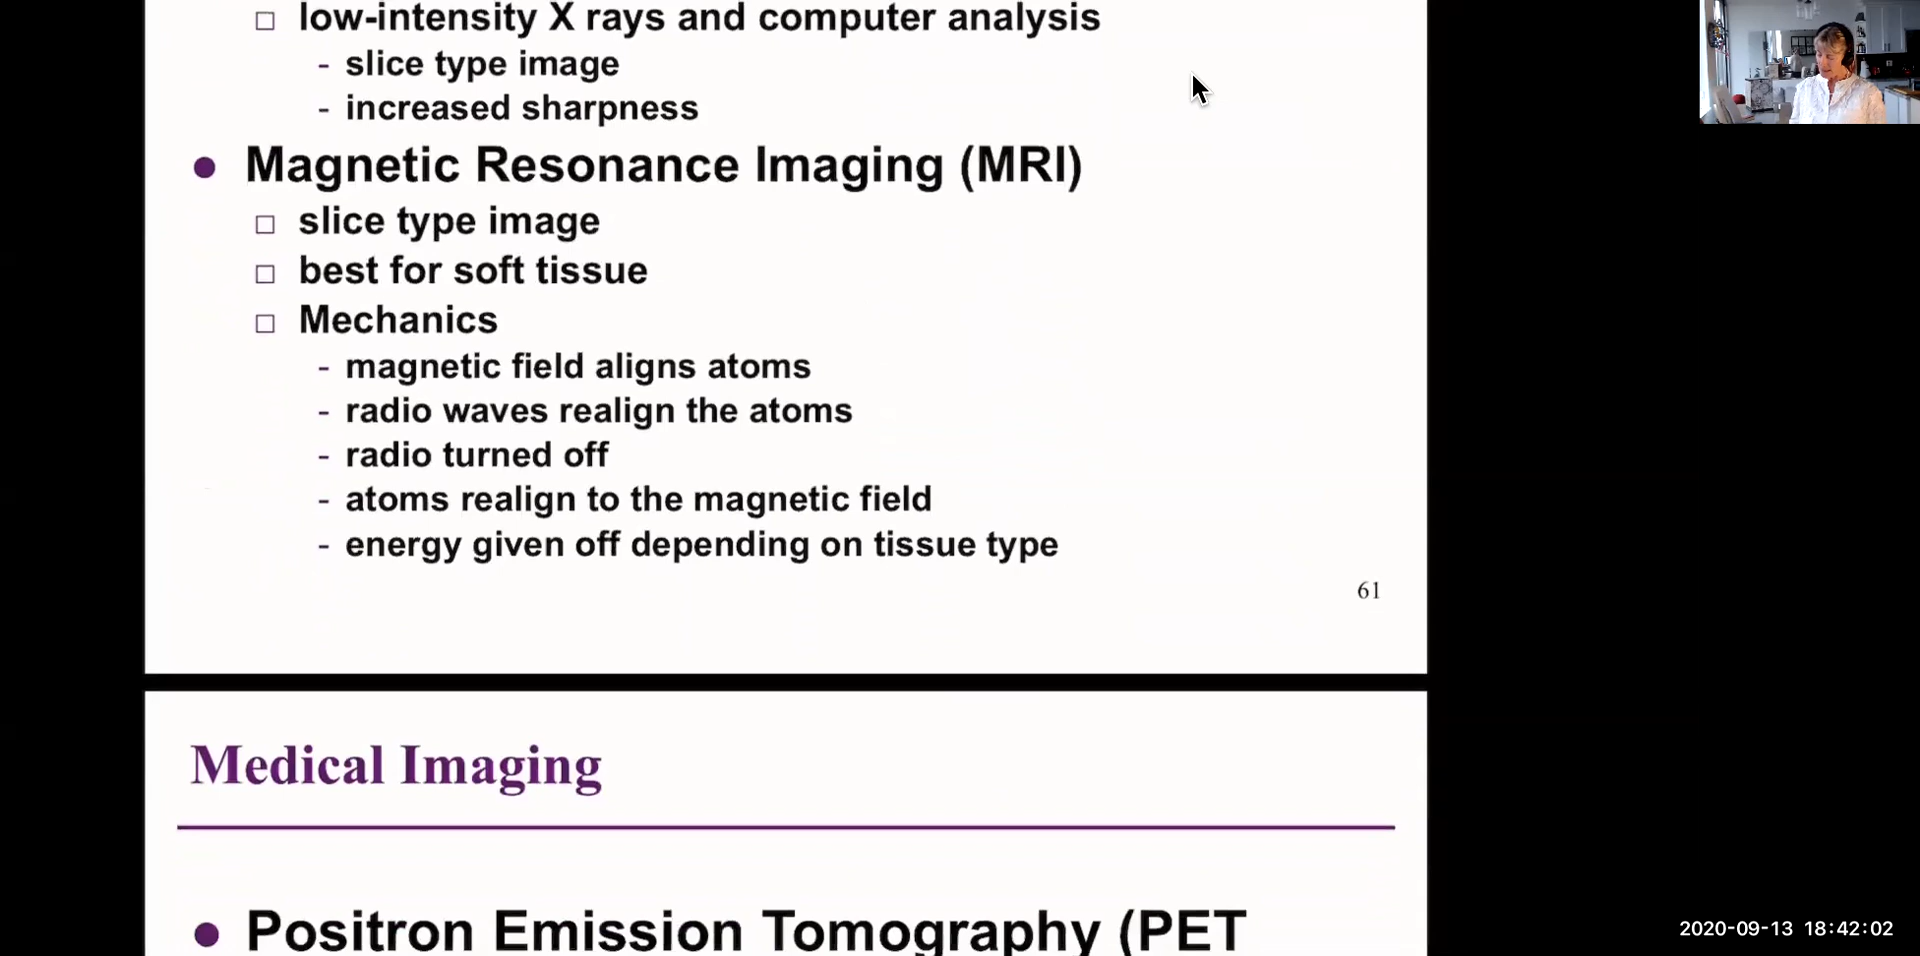 □ low-intensity X rays and computer analysis
- slice type image
- increased sharpness
● Magnetic Resonance Imaging (MRI)
□ slice type image
□ best for soft tissue
□ Mechanics
- magnetic field aligns atoms
- radio waves realign the atoms
- radio turned off
- atoms realign to the magnetic field
- energy given off depending on tissue type
61
Medical Imaging
● Positron Emission Tomography (PET
2020-09-13 18:42:02